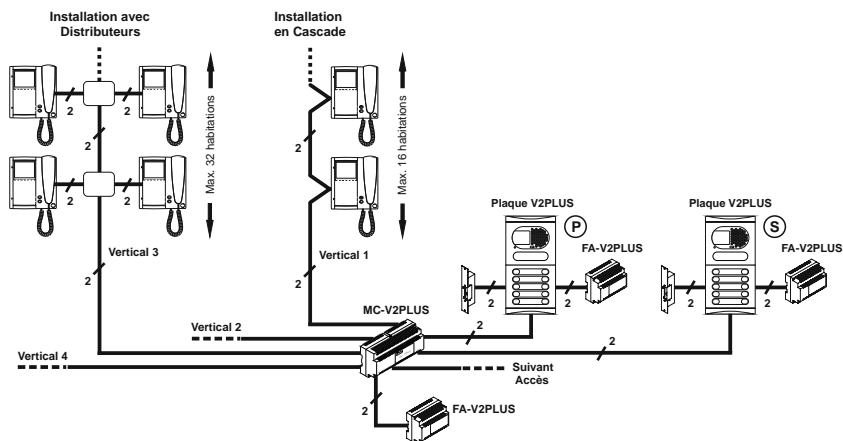 Installation avec
Distributeurs
Installation
en Cascade
2
2
2
Max. 32 habitations
2
Max. 16 habitations
2
2
Plaque V2PLUS
P
FA-V2PLUS
Plaque V2PLUS
S
FA-V2PLUS
Vertical 3
2
Vertical 1
2
2
2
2
2
MC-V2PLUS
Vertical 2
2
2
Vertical 4
Suivant
Accès
2
FA-V2PLUS